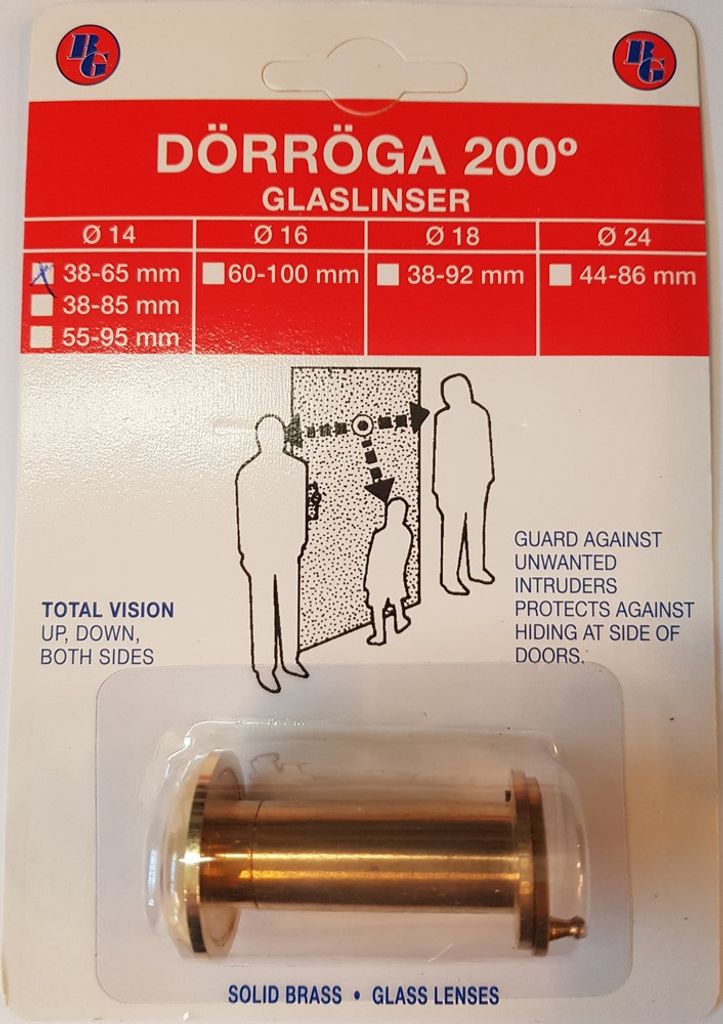 BG
BG
DÖRRÖGA 200º
GLASLINSER
Ø 14
Ø 16
Ø 18
Ø 24
38-65 mm
60-100 mm
38-92 mm
44-86 mm
38-85 mm
55-95 mm
GUARD AGAINST
UNWANTED
INTRUDERS
PROTECTS AGAINST
HIDING AT SIDE OF
DOORS.
TOTAL VISION
UP, DOWN,
BOTH SIDES
SOLID BRASS • GLASS LENSES